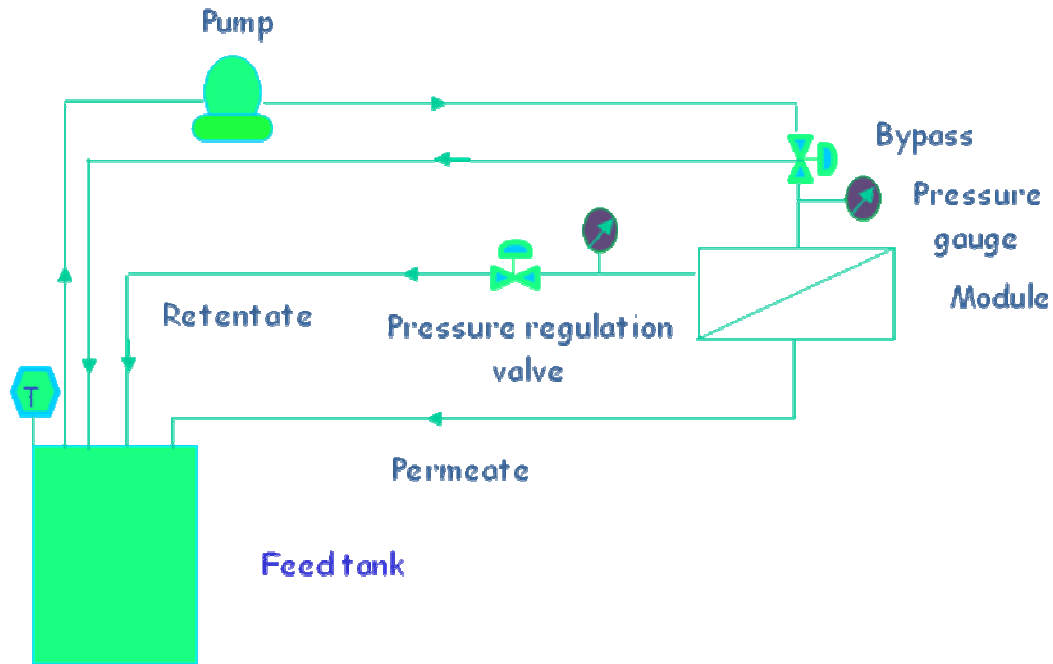 Pump
Bypass
Pressure
gauge
Module
Retentate
Pressure regulation
valve
T
Permeate
Feed tank